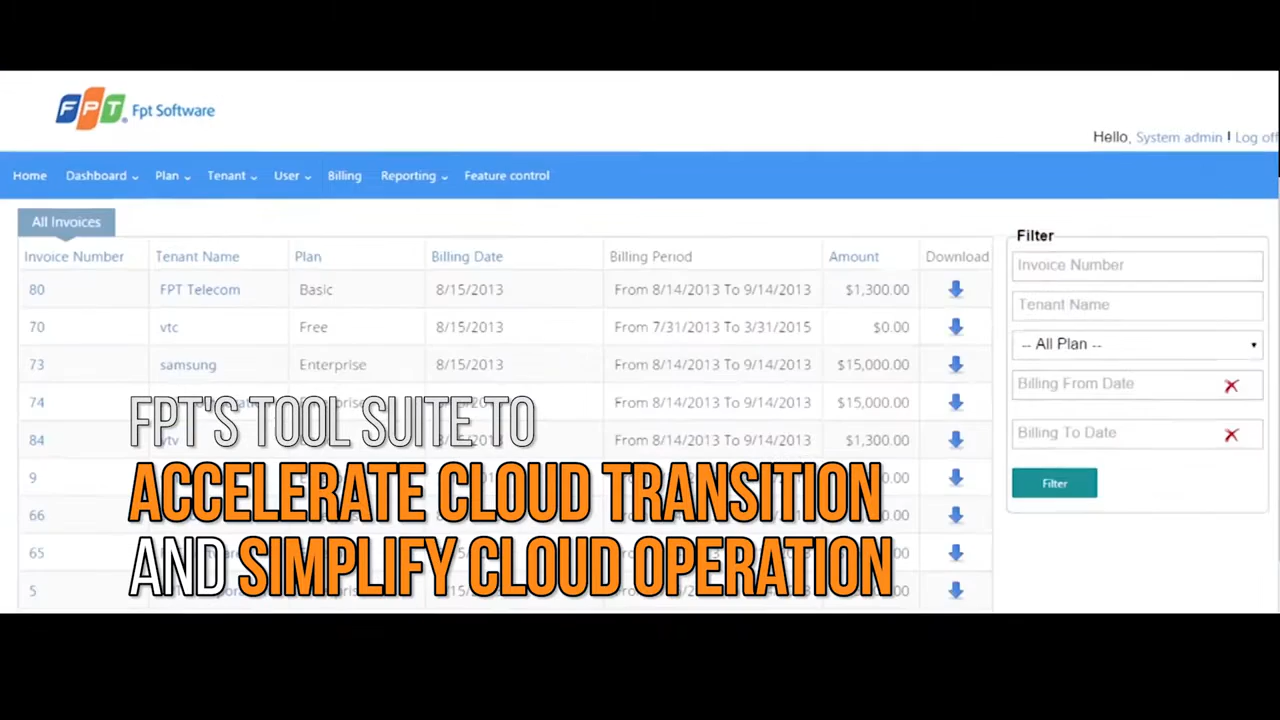 FPT Fpt Software
Hello, System admin | Log off
Home Dashboard Plan Tenant User Billing Reporting Feature control
All Invoices
Invoice Number Tenant Name Plan Billing Date Billing Period Amount Download
80 FPT Telecom Basic 8/15/2013 From 8/14/2013 To 9/14/2013 $1,300.00
70 vtc Free 8/15/2013 From 7/31/2013 To 3/31/2015 $0.00
73 samsung Enterprise 8/15/2013 From 8/14/2013 To 9/14/2013 $15,000.00
74 From 8/14/2013 To 9/14/2013 $15,000.00
84 vtv From 8/14/2013 To 9/14/2013 $1,300.00
9
66
65
5
Filter
Invoice Number
Tenant Name
-- All Plan --
Billing From Date
Billing To Date
Filter
FPT'S TOOL SUITE TO
ACCELERATE CLOUD TRANSITION
AND SIMPLIFY CLOUD OPERATION